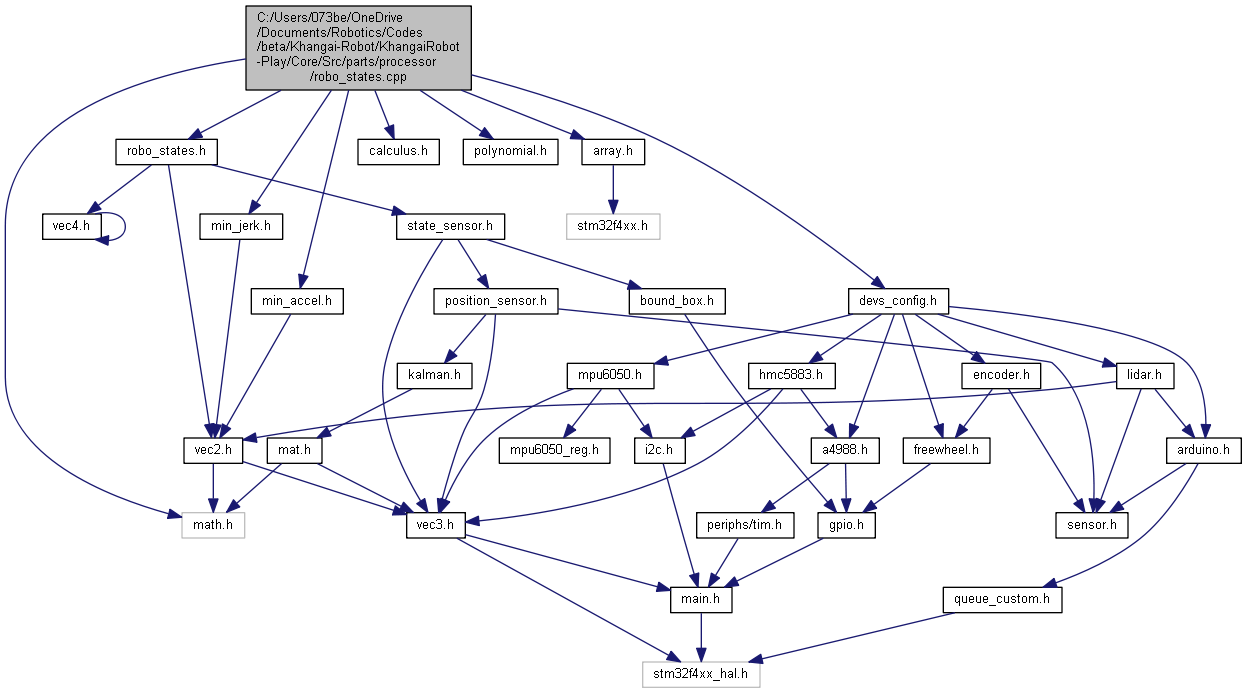 C:/Users/073be/OneDrive
/Documents/Robotics/Codes
/beta/Khangai-Robot/KhangaiRobot
-Play/Core/Src/parts/processor
/robo_states.cpp
robo_states.h
calculus.h
polynomial.h
array.h
vec4.h
min_jerk.h
state_sensor.h
stm32f4xx.h
min_accel.h
position_sensor.h
bound_box.h
devs_config.h
kalman.h
mpu6050.h
hmc5883.h
encoder.h
lidar.h
vec2.h
mat.h
mpu6050_reg.h
i2c.h
a4988.h
freewheel.h
arduino.h
math.h
vec3.h
periphs/tim.h
gpio.h
sensor.h
main.h
queue_custom.h
stm32f4xx_hal.h